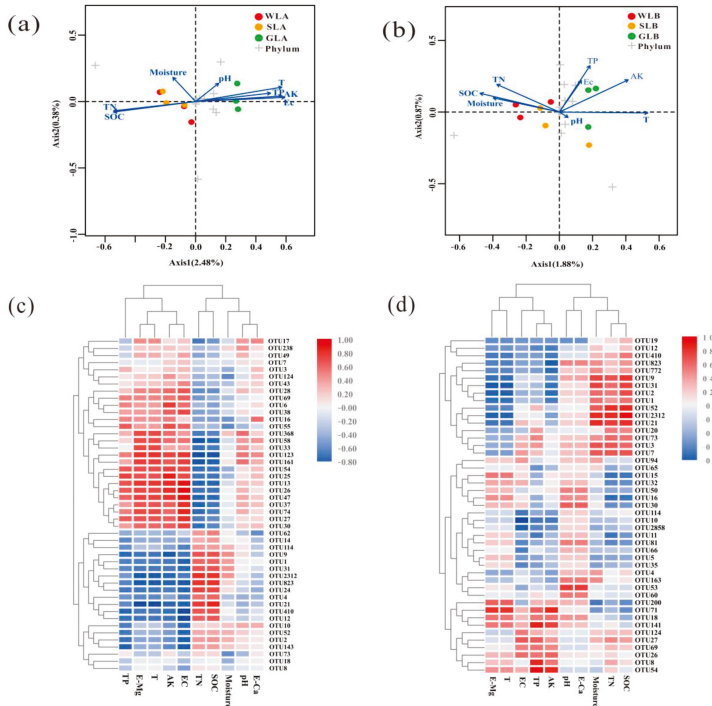 (a)
WLA
SLA
GLA
Phylum
Moisture
pH
T
TP AK
Ec
TN
SOC
Axis2(0.38%)
0.5
0.0
-0.5
-1.0
-0.6 -0.4 -0.2 0.0 0.2 0.4 0.6
Axis1(2.48%)
(b)
WLB
SLB
GLB
Phylum
TP
Ec
AK
TN
SOC
Moisture
pH
T
Axis2(0.87%)
0.5
0.0
-0.5
-0.6 -0.4 -0.2 0.0 0.2 0.4 0.6
Axis1(1.88%)
(c)
OTU17
OTU238
OTU49
OTU7
OTU3
OTU124
OTU43
OTU28
OTU69
OTU6
OTU38
OTU16
OTU55
OTU368
OTU58
OTU33
OTU123
OTU161
OTU54
OTU25
OTU13
OTU26
OTU47
OTU37
OTU74
OTU27
OTU30
OTU62
OTU14
OTU114
OTU9
OTU1
OTU31
OTU2312
OTU823
OTU24
OTU4
OTU21
OTU410
OTU12
OTU10
OTU52
OTU2
OTU143
OTU73
OTU18
OTU8
TP E-Mg T AK EC TN SOC Moisture pH E-Ca
1.00
0.80
0.60
0.40
0.20
-0.00
-0.20
-0.40
-0.60
-0.80
(d)
OTU19
OTU12
OTU410
OTU823
OTU772
OTU9
OTU31
OTU2
OTU1
OTU52
OTU2312
OTU21
OTU20
OTU73
OTU3
OTU7
OTU94
OTU65
OTU15
OTU32
OTU50
OTU16
OTU30
OTU114
OTU10
OTU2858
OTU11
OTU81
OTU66
OTU5
OTU35
OTU4
OTU163
OTU53
OTU60
OTU200
OTU71
OTU18
OTU141
OTU124
OTU27
OTU69
OTU26
OTU8
OTU54
E-Mg T EC TP AK pH E-Ca Moisture TN SOC